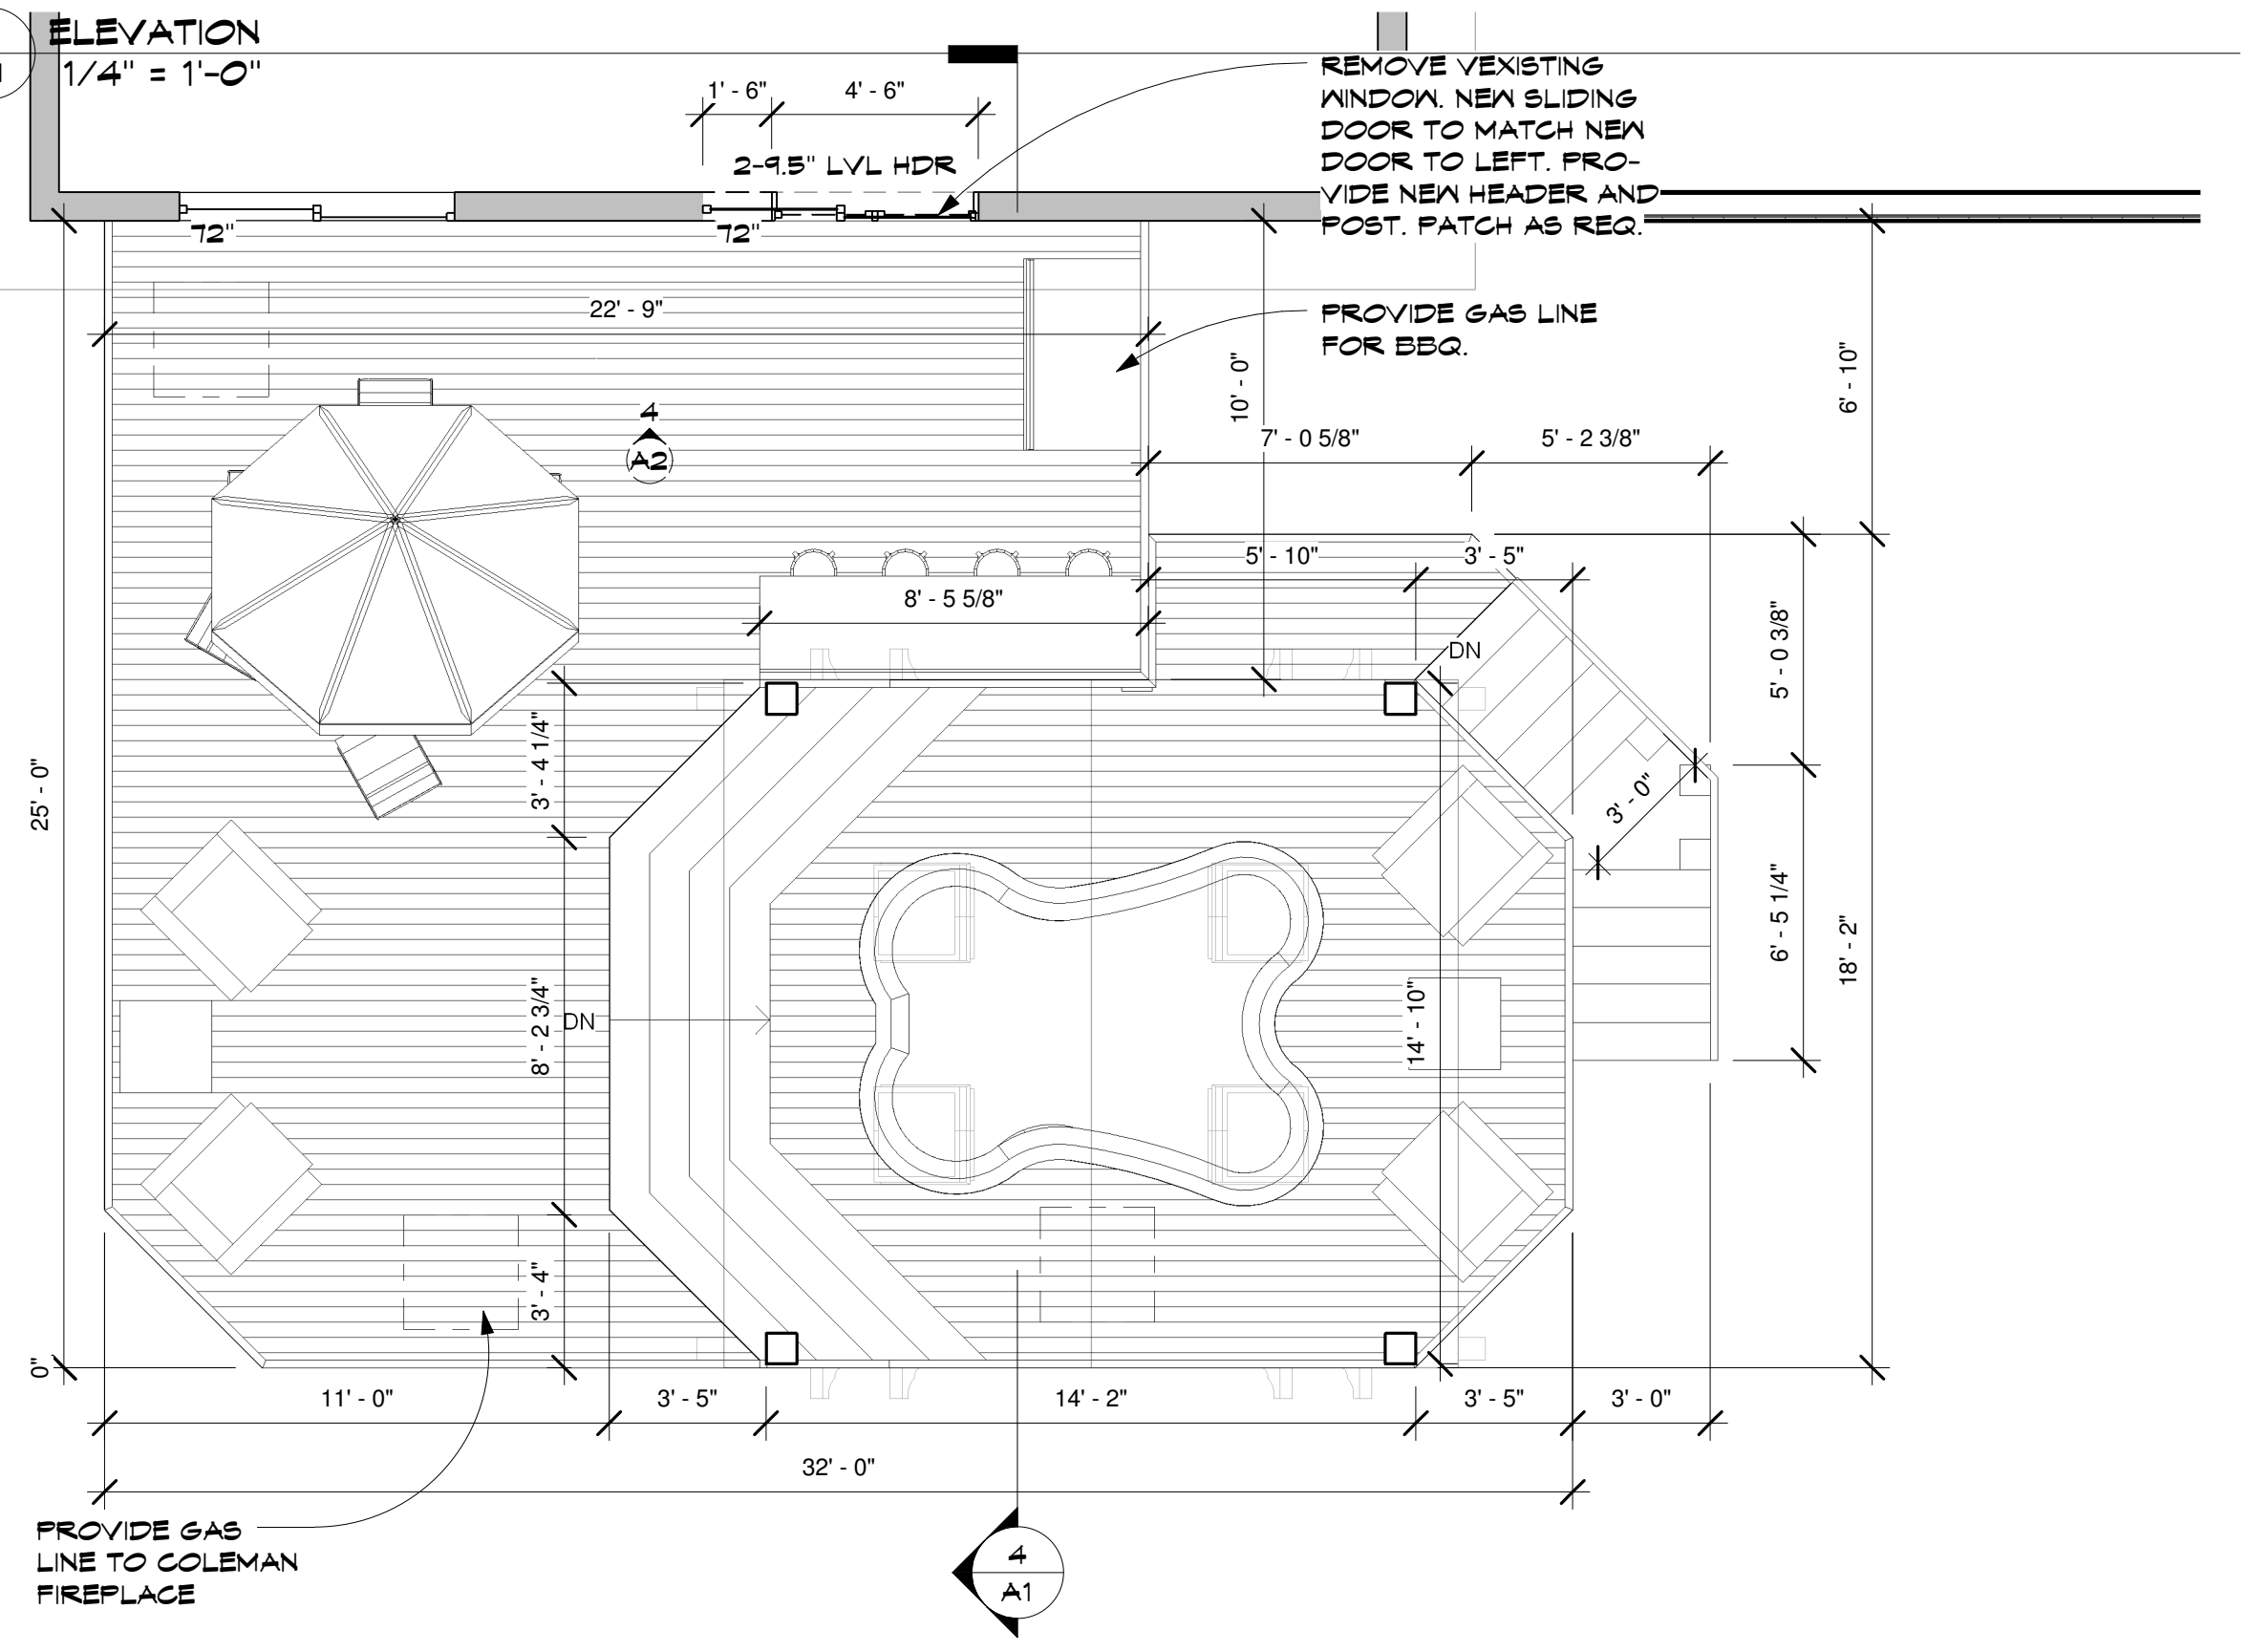 ELEVATION
1/4" = 1'-0"
1' - 6"
4' - 6"
2-9.5" LVL HDR
REMOVE VEXISTING
WINDOW. NEW SLIDING
DOOR TO MATCH NEW
DOOR TO LEFT. PRO-
VIDE NEW HEADER AND
POST. PATCH AS REQ.
72"
72"
22' - 9"
PROVIDE GAS LINE
FOR BBQ.
10' - 0"
6' - 10"
4
A2
7' - 0 5/8"
5' - 2 3/8"
5' - 10"
3' - 5"
8' - 5 5/8"
DN
5' - 0 3/8"
3' - 4 1/4"
25' - 0"
3' - 0"
6' - 5 1/4"
18' - 2"
8' - 2 3/4"
DN
14' - 10"
3' - 4"
0"
11' - 0"
3' - 5"
14' - 2"
3' - 5"
3' - 0"
32' - 0"
PROVIDE GAS
LINE TO COLEMAN
FIREPLACE
4
A1